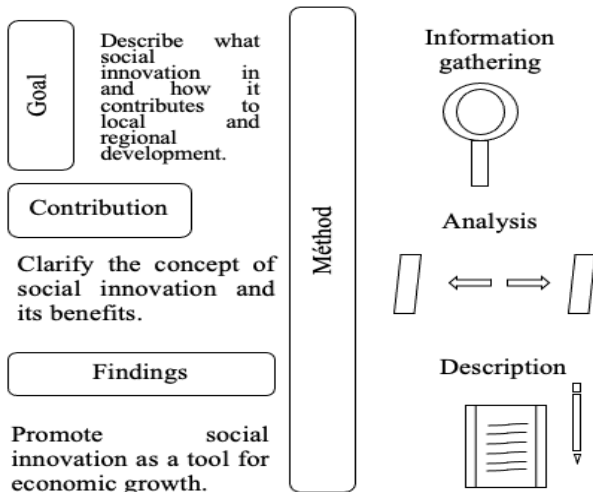 Goal
Describe what
social
innovation in
and how it
contributes to
local and
regional
development.
Contribution
Clarify the concept of
social innovation and
its benefits.
Findings
Promote social
innovation as a tool for
economic growth.
Méthod
Information
gathering
Analysis
Description